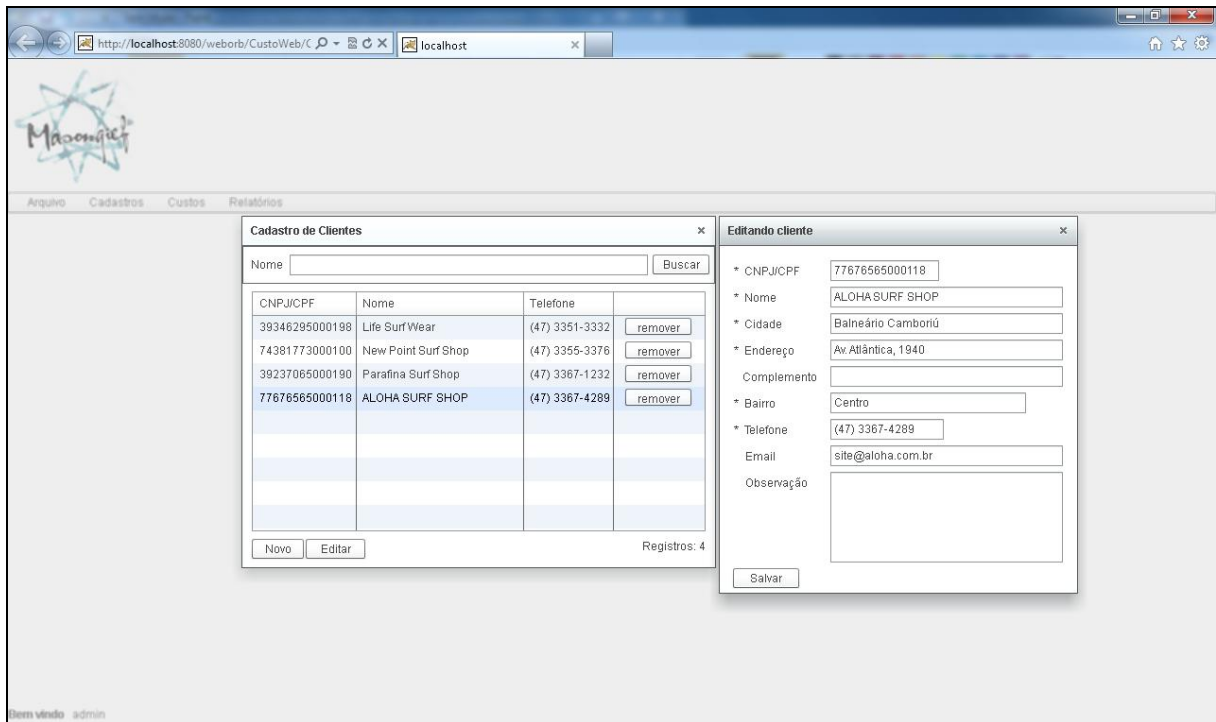 http://localhost:8080/weborb/CustoWeb/C
localhost
Masongiel
Arquivo Cadastros Custos Relatórios
Cadastro de Clientes
Nome Buscar
CNPJ/CPF Nome Telefone
39346295000198 Life Surf Wear (47) 3351-3332 remover
74381773000100 New Point Surf Shop (47) 3355-3376 remover
39237065000190 Parafina Surf Shop (47) 3367-1232 remover
77676565000118 ALOHA SURF SHOP (47) 3367-4289 remover
Novo Editar Registros: 4
Editando cliente
* CNPJ/CPF 77676565000118
* Nome ALOHA SURF SHOP
* Cidade Balneário Camboriú
* Endereço Av. Atlântica, 1940
Complemento
* Bairro Centro
* Telefone (47) 3367-4289
Email site@aloha.com.br
Observação
Salvar
Bem vindo admin